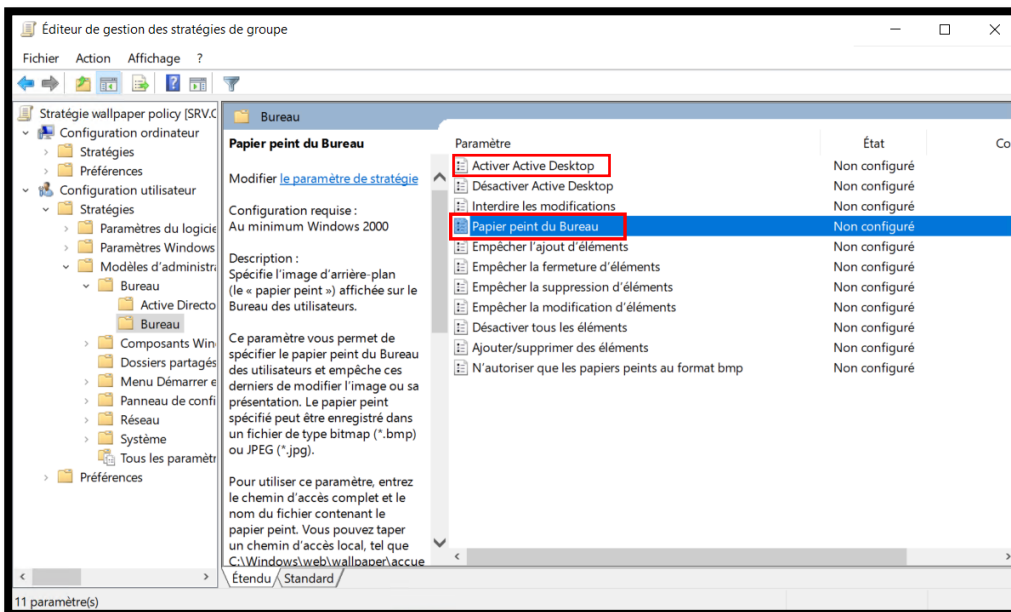 Éditeur de gestion des stratégies de groupe
Fichier Action Affichage ?
Stratégie wallpaper policy [SRV.C
Configuration ordinateur
Stratégies
Préférences
Configuration utilisateur
Stratégies
Paramètres du logicie
Paramètres Windows
Modèles d'administra
Bureau
Active Directo
Bureau
Composants Win
Dossiers partagés
Menu Démarrer e
Panneau de confi
Réseau
Système
Tous les paramètr
Préférences
Bureau
Papier peint du Bureau
Modifier le paramètre de stratégie
Configuration requise :
Au minimum Windows 2000
Description :
Spécifie l'image d'arrière-plan
(le « papier peint ») affichée sur le
Bureau des utilisateurs.
Ce paramètre vous permet de
spécifier le papier peint du Bureau
des utilisateurs et empêche ces
derniers de modifier l'image ou sa
présentation. Le papier peint
spécifié peut être enregistré dans
un fichier de type bitmap (*.bmp)
ou JPEG (*.jpg).
Pour utiliser ce paramètre, entrez
le chemin d'accès complet et le
nom du fichier contenant le
papier peint. Vous pouvez taper
un chemin d'accès local, tel que
C:\Windows\web\wallpaper\accue
Paramètre État Co
Activer Active Desktop Non configuré
Désactiver Active Desktop Non configuré
Interdire les modifications Non configuré
Papier peint du Bureau Non configuré
Empêcher l'ajout d'éléments Non configuré
Empêcher la fermeture d'éléments Non configuré
Empêcher la suppression d'éléments Non configuré
Empêcher la modification d'éléments Non configuré
Désactiver tous les éléments Non configuré
Ajouter/supprimer des éléments Non configuré
N'autoriser que les papiers peints au format bmp Non configuré
Étendu Standard
11 paramètre(s)